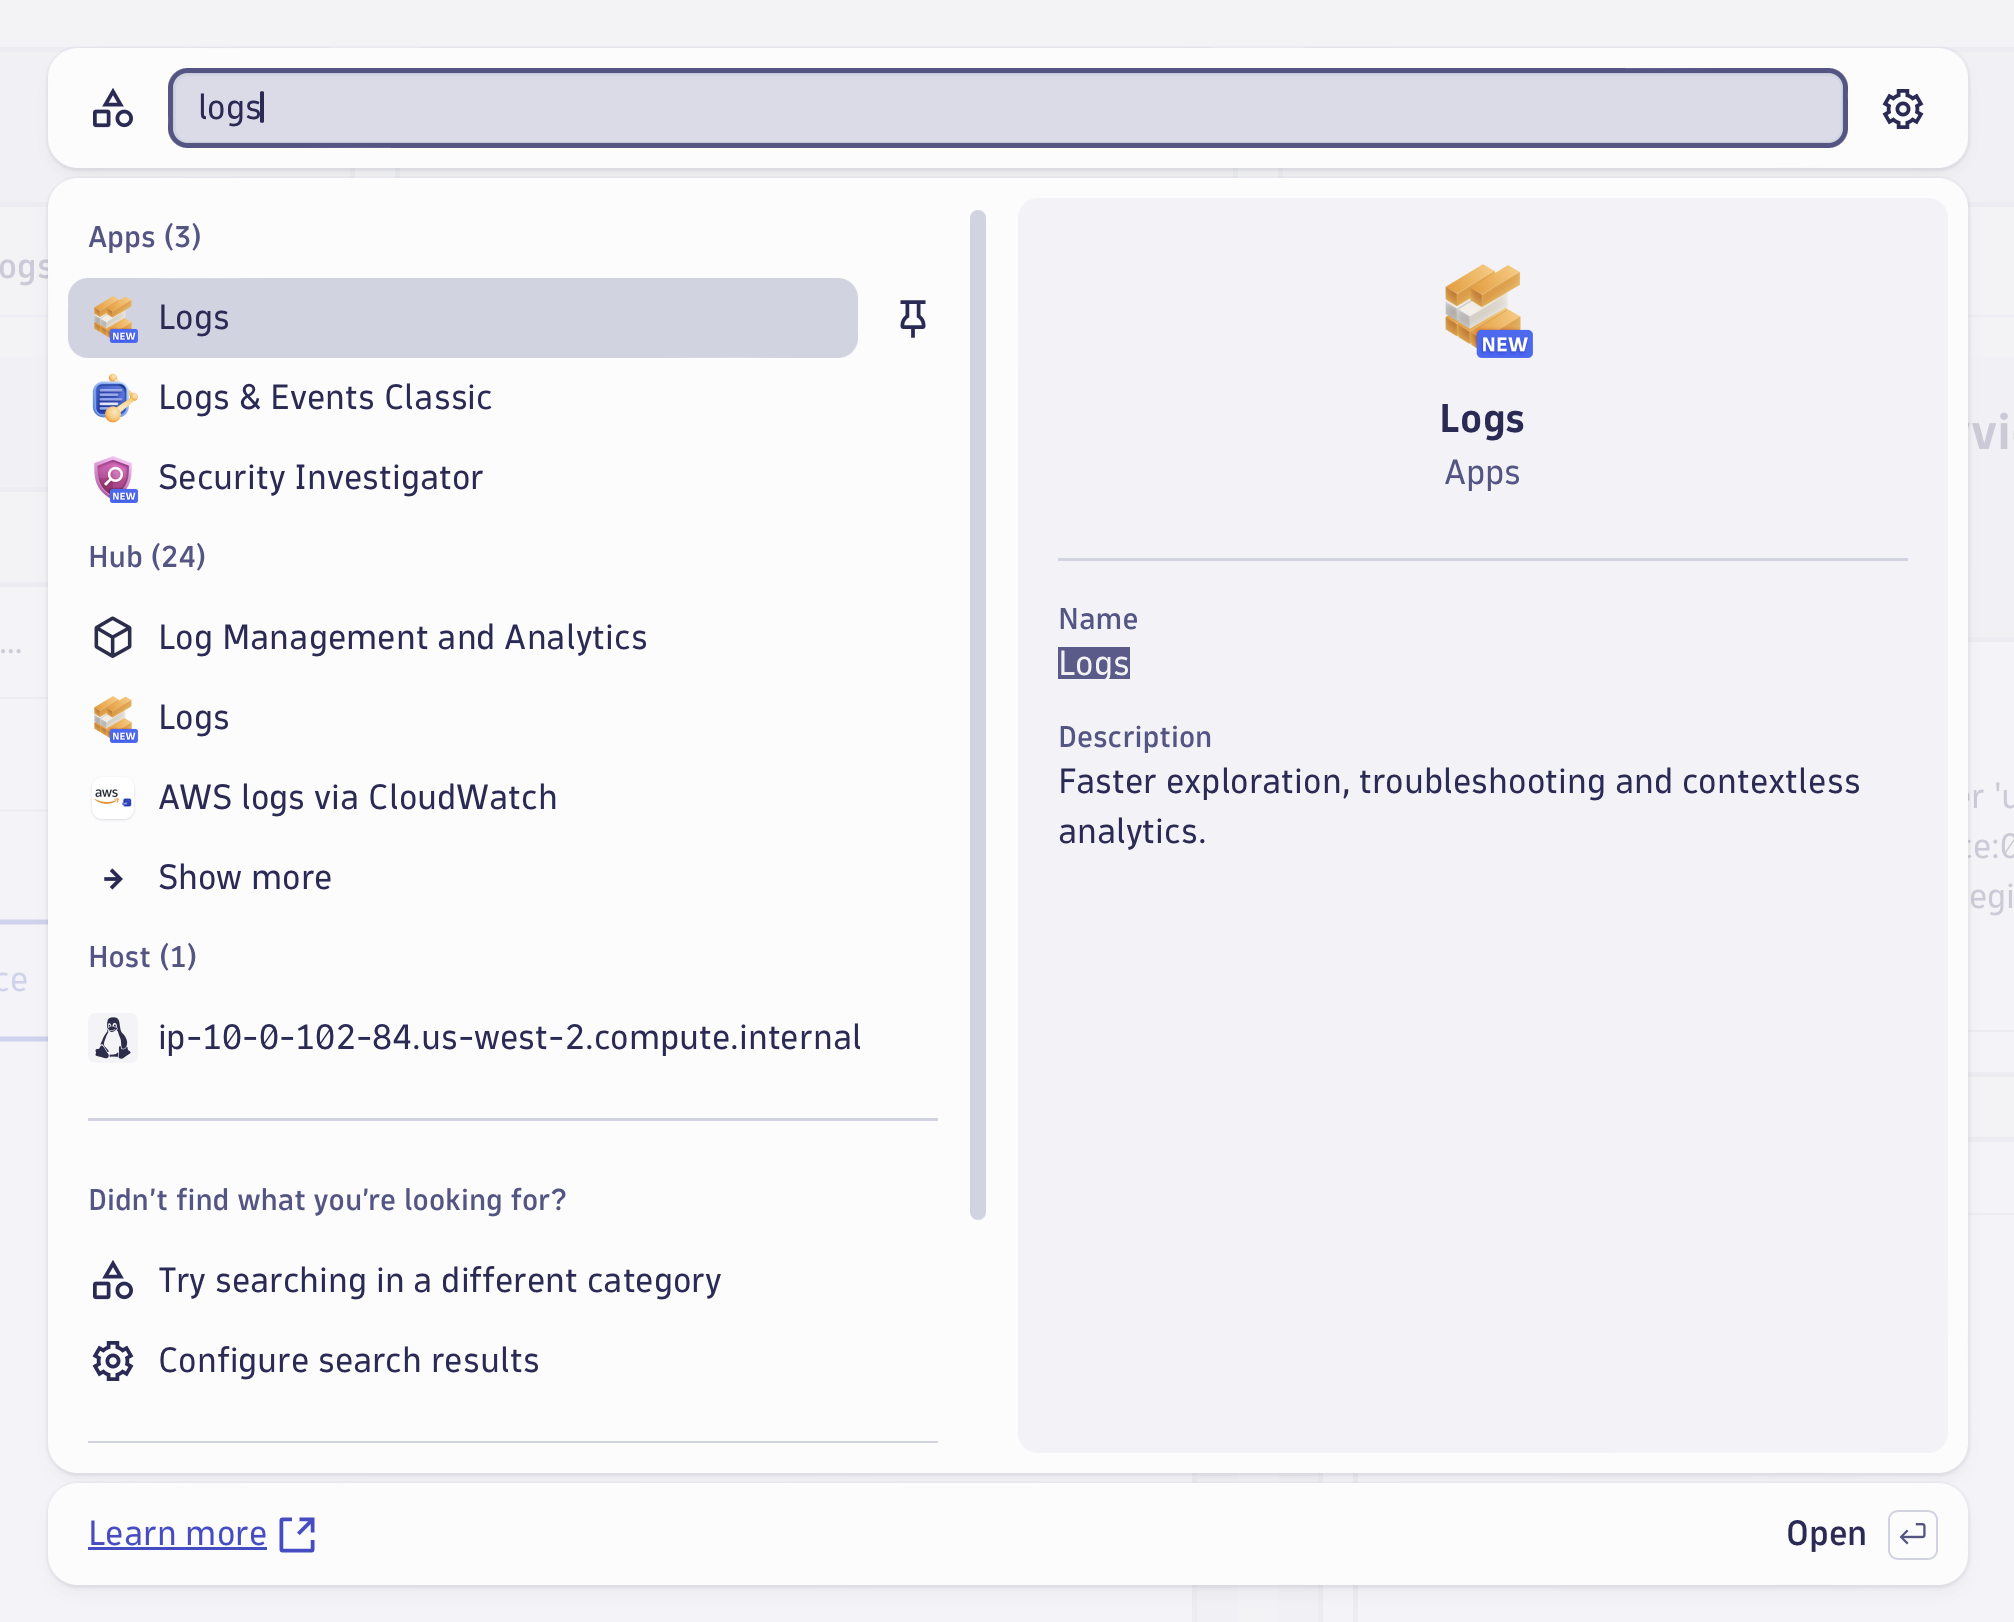 logs
Apps (3)
Logs
NEW
Logs & Events Classic
Security Investigator
NEW
Hub (24)
Log Management and Analytics
Logs
NEW
aws
AWS logs via CloudWatch
Show more
Host (1)
ip-10-0-102-84.us-west-2.compute.internal
Didn't find what you're looking for?
Try searching in a different category
Configure search results
NEW
Logs
Apps
Name
Logs
Description
Faster exploration, troubleshooting and contextless
analytics.
Learn more
Open